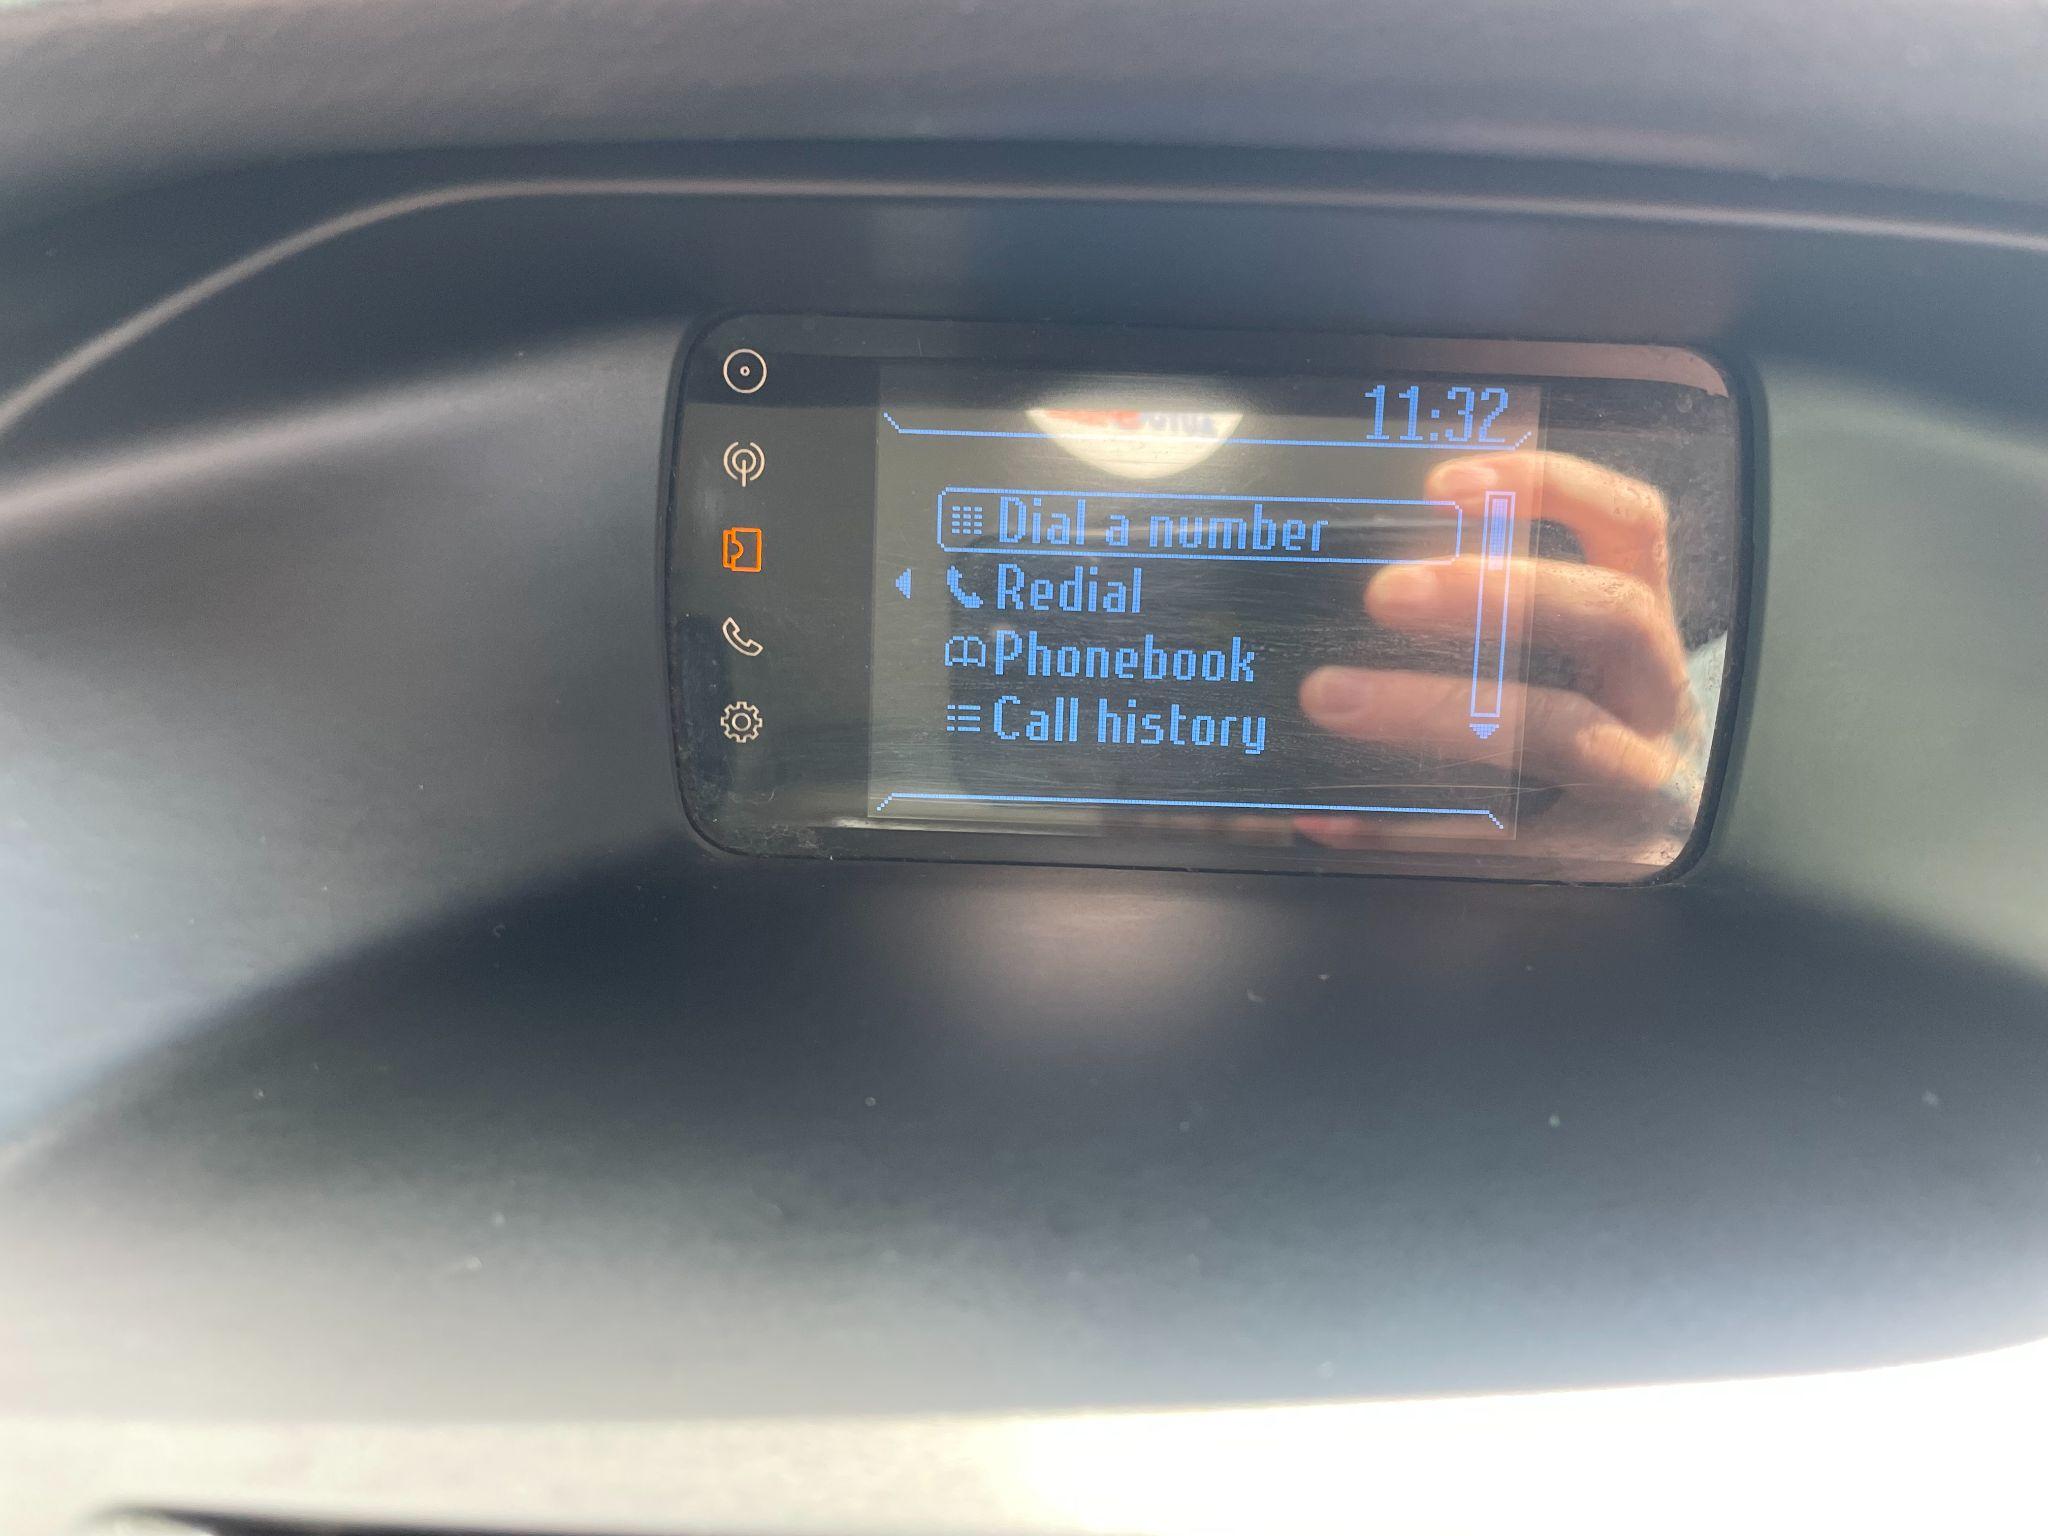 11:32
Dial a number
Redial
Phonebook
Call history